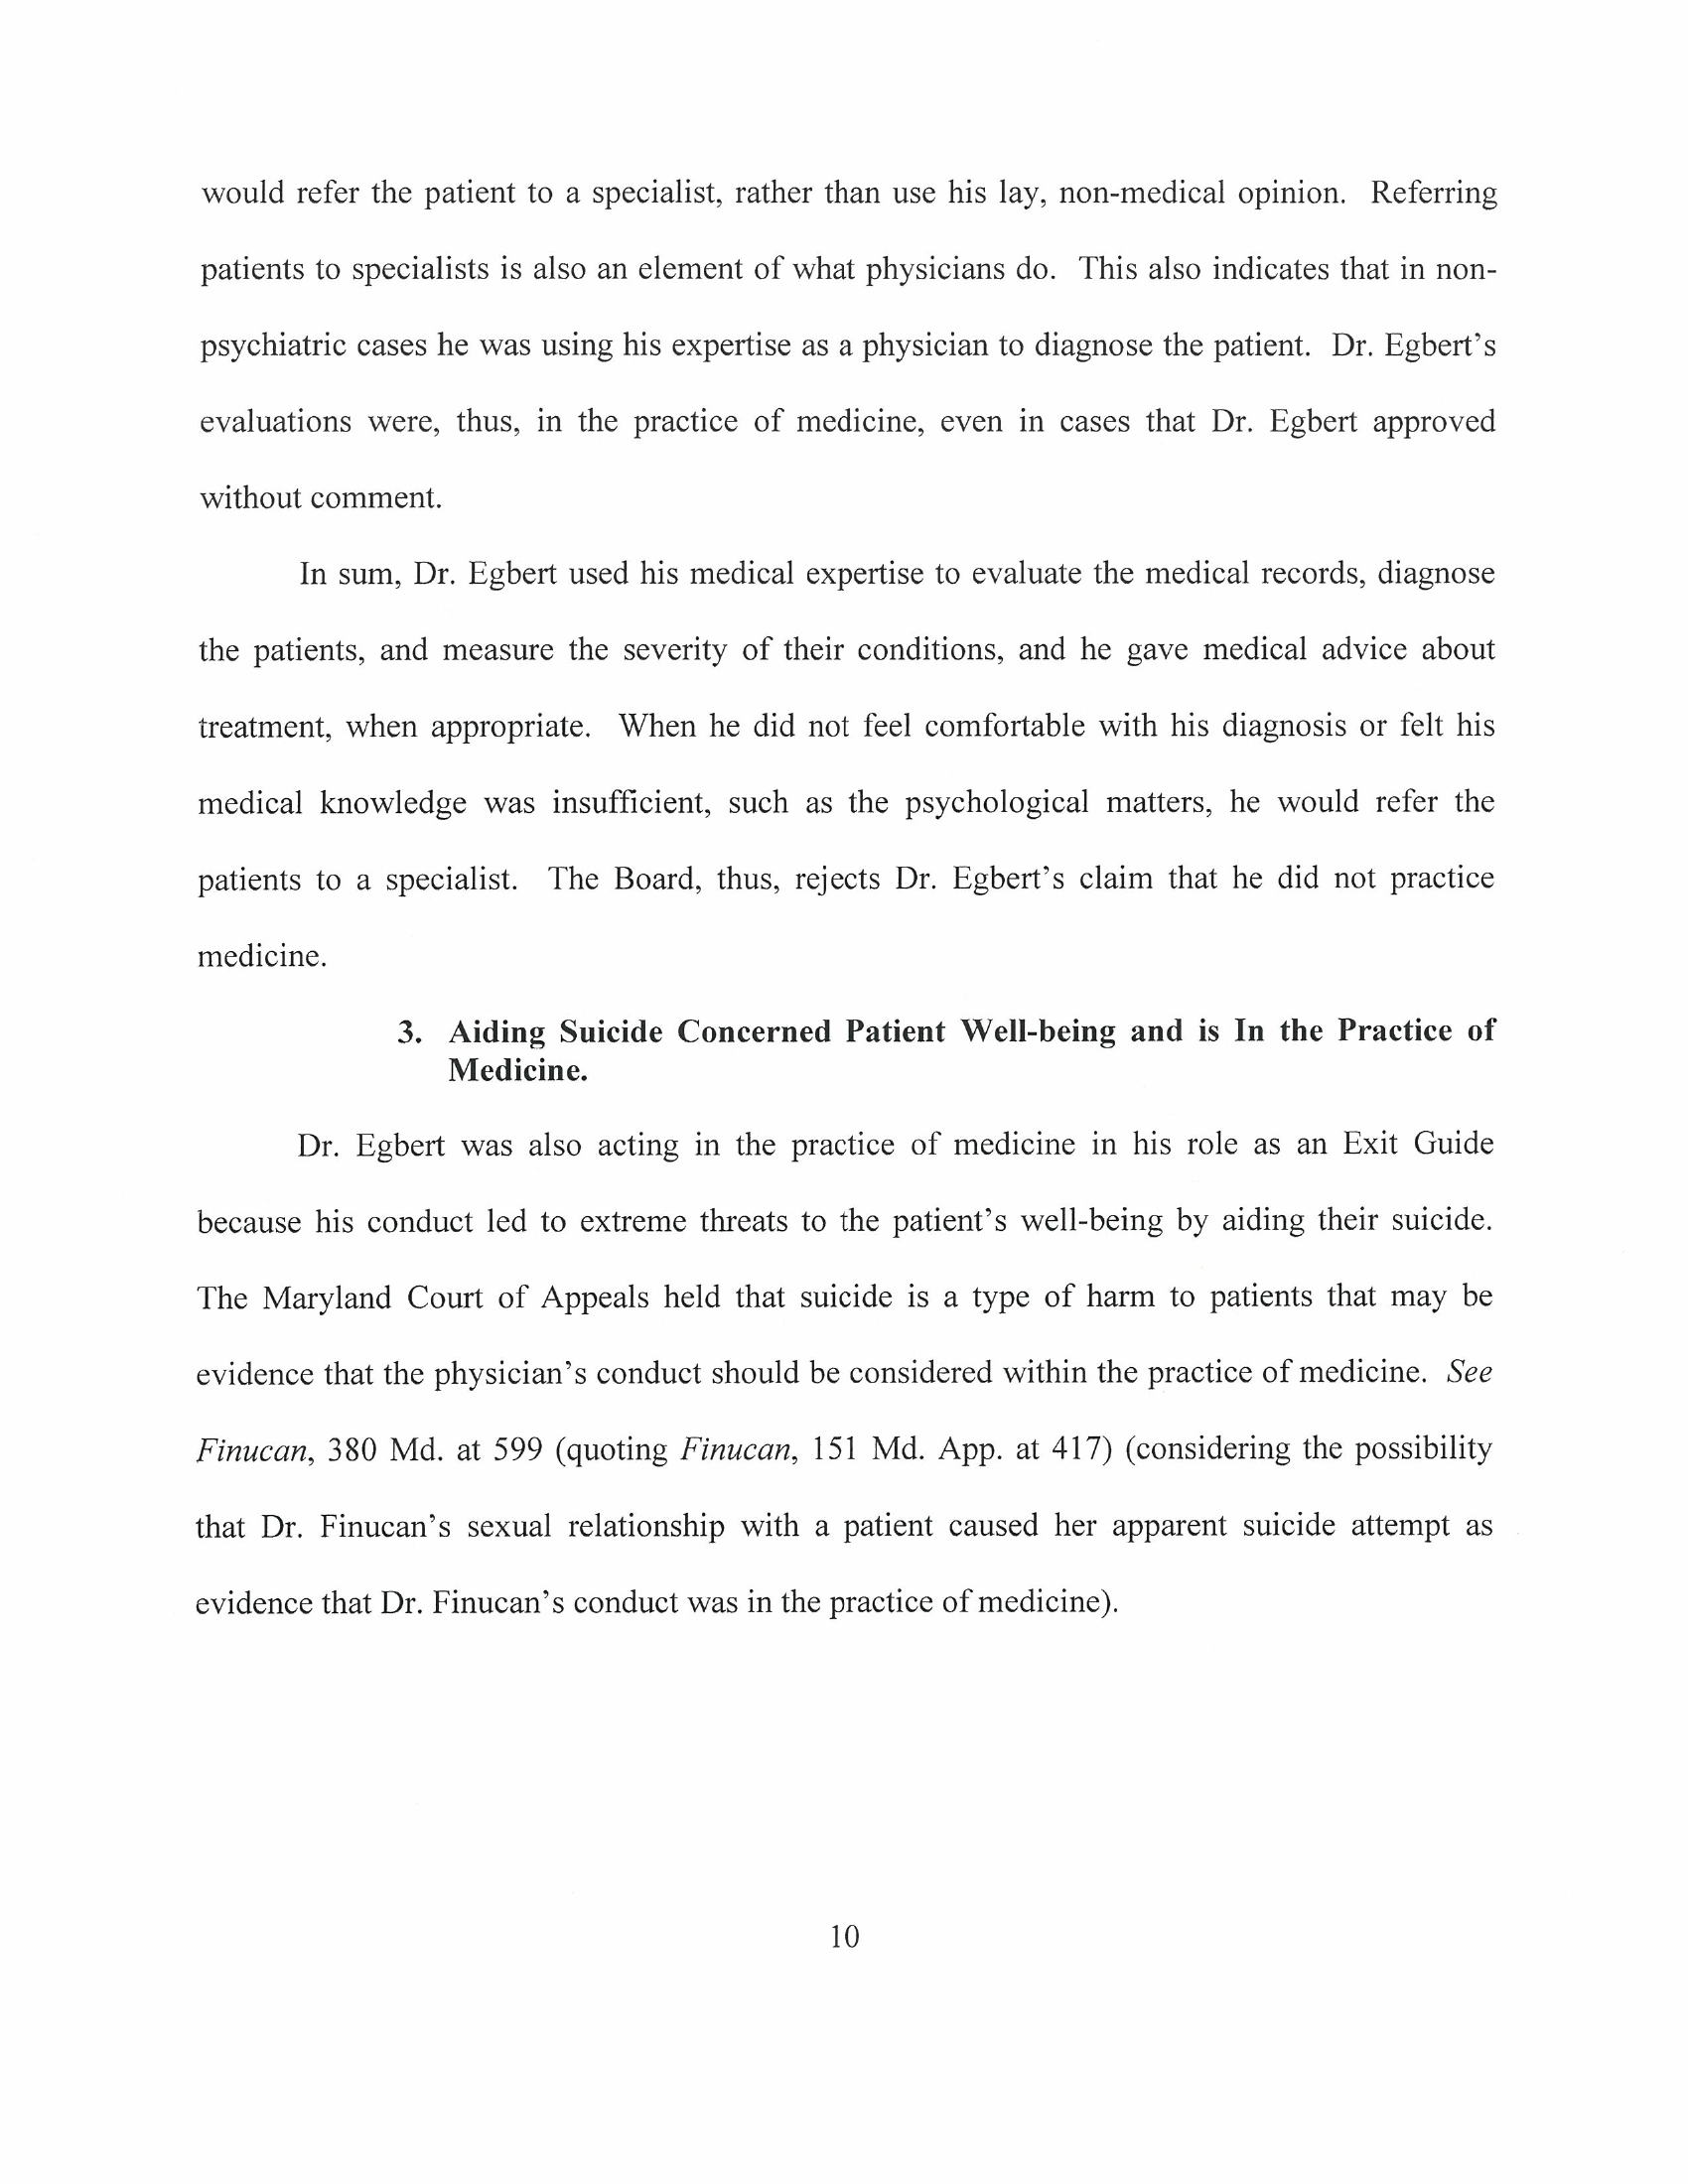 would refer the patient to a specialist, rather than use his lay, non-medical opinion. Referring
patients to specialists is also an element of what physicians do. This also indicates that in non-
psychiatric cases he was using his expertise as a physician to diagnose the patient. Dr. Egbert's
evaluations were, thus, in the practice of medicine, even in cases that Dr. Egbert approved
without comment.
In sum, Dr. Egbert used his medical expertise to evaluate the medical records, diagnose
the patients, and measure the severity of their conditions, and he gave medical advice about
treatment, when appropriate. When he did not feel comfortable with his diagnosis or felt his
medical knowledge was insufficient, such as the psychological matters, he would refer the
patients to a specialist. The Board, thus, rejects Dr. Egbert's claim that he did not practice
medicine.
3. Aiding Suicide Concerned Patient Well-being and is In the Practice of
Medicine.
Dr. Egbert was also acting in the practice of medicine in his role as an Exit Guide
because his conduct led to extreme threats to the patient's well-being by aiding their suicide.
The Maryland Court of Appeals held that suicide is a type of harm to patients that may be
evidence that the physician's conduct should be considered within the practice of medicine. See
Finucan, 380 Md. at 599 (quoting Finucan, 151 Md. App. at 417) (considering the possibility
that Dr. Finucan's sexual relationship with a patient caused her apparent suicide attempt as
evidence that Dr. Finucan's conduct was in the practice of medicine).
10